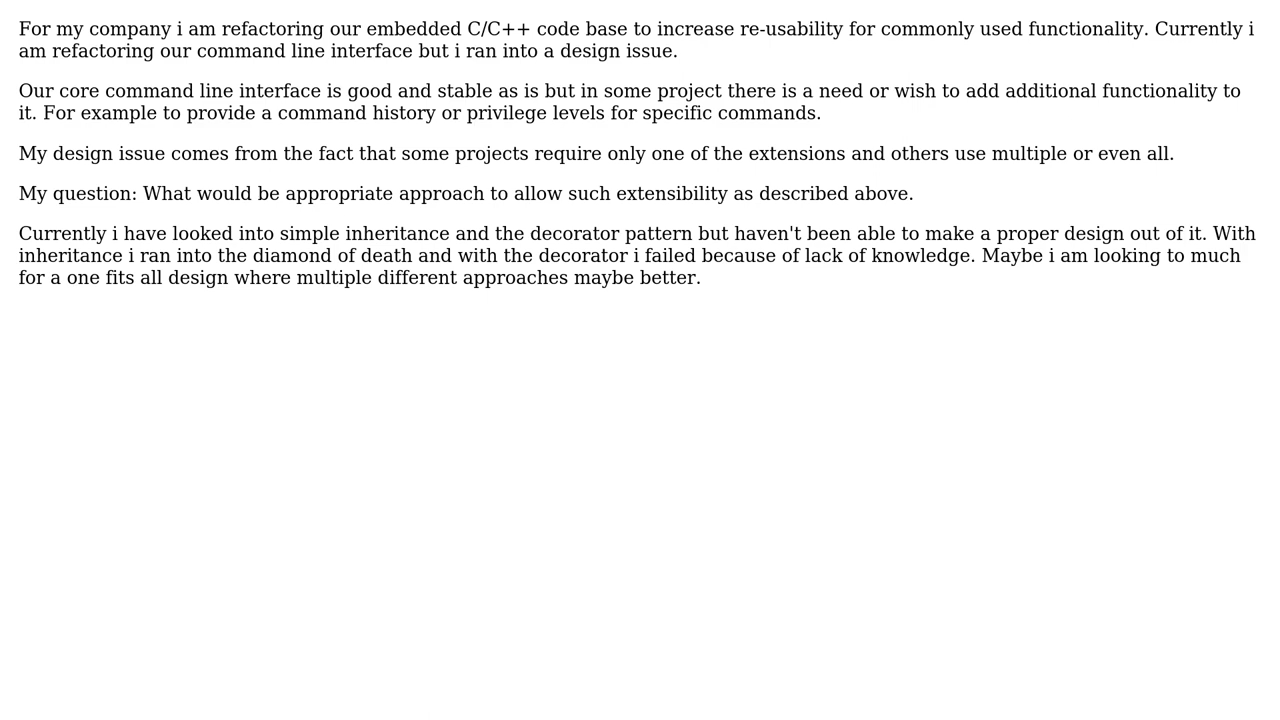 For my company i am refactoring our embedded C/C++ code base to increase re-usability for commonly used functionality. Currently i
am refactoring our command line interface but i ran into a design issue.
Our core command line interface is good and stable as is but in some project there is a need or wish to add additional functionality to
it. For example to provide a command history or privilege levels for specific commands.
My design issue comes from the fact that some projects require only one of the extensions and others use multiple or even all.
My question: What would be appropriate approach to allow such extensibility as described above.
Currently i have looked into simple inheritance and the decorator pattern but haven't been able to make a proper design out of it. With
inheritance i ran into the diamond of death and with the decorator i failed because of lack of knowledge. Maybe i am looking to much
for a one fits all design where multiple different approaches maybe better.